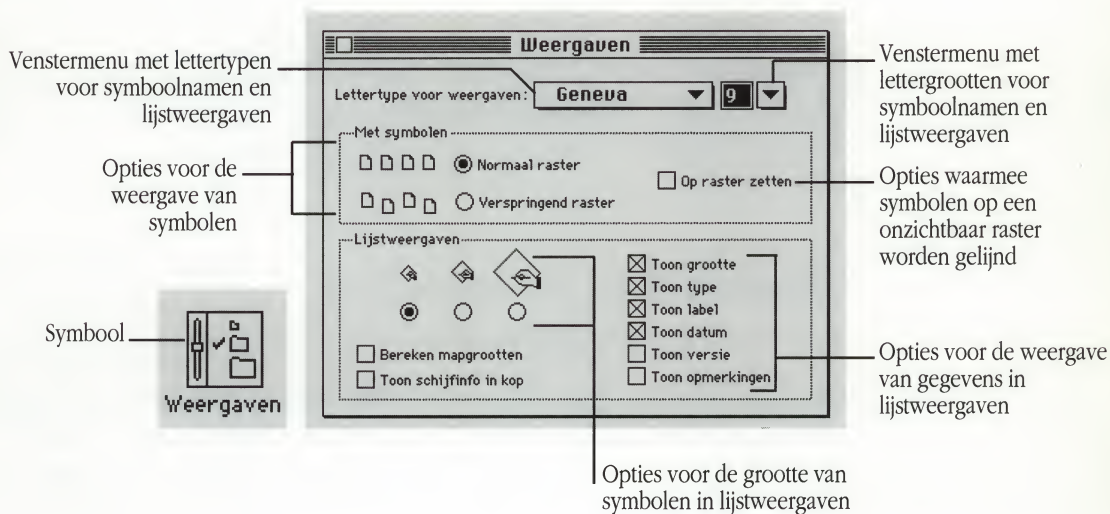 Venstermenu met lettertypen
voor symboolnamen en
lijstweergaven
Opties voor de
weergave van
symbolen
Symbool
Weergaven
Weergaven
Lettertype voor weergaven:
Geneva
9
Met symbolen
Normaal raster
Verspringend raster
Op raster zetten
Lijstweergaven
Bereken mapgrootten
Toon schijfinfo in kop
Toon grootte
Toon type
Toon label
Toon datum
Toon versie
Toon opmerkingen
Venstermenu met
lettergrootten voor
symboolnamen en
lijstweergaven
Opties waarmee
symbolen op een
onzichtbaar raster
worden gelijnd
Opties voor de weergave
van gegevens in
lijstweergaven
Opties voor de grootte van
symbolen in lijstweergaven